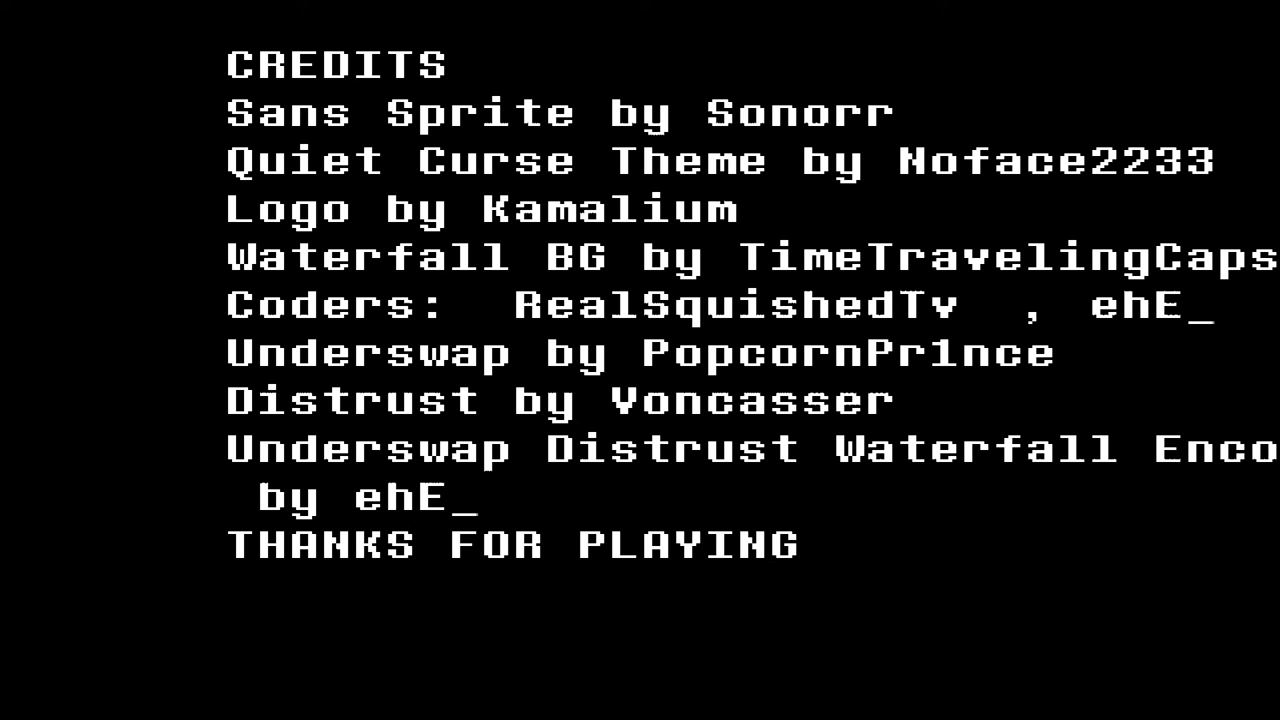 CREDITS
Sans Sprite by Sonorr
Quiet Curse Theme by Noface2233
Logo by Kamalium
Waterfall BG by TimeTravelingCaps
Coders: RealSquishedTv , ehE_
Underswap by PopcornPr1nce
Distrust by Voncasser
Underswap Distrust Waterfall Enco
by ehE_
THANKS FOR PLAYING